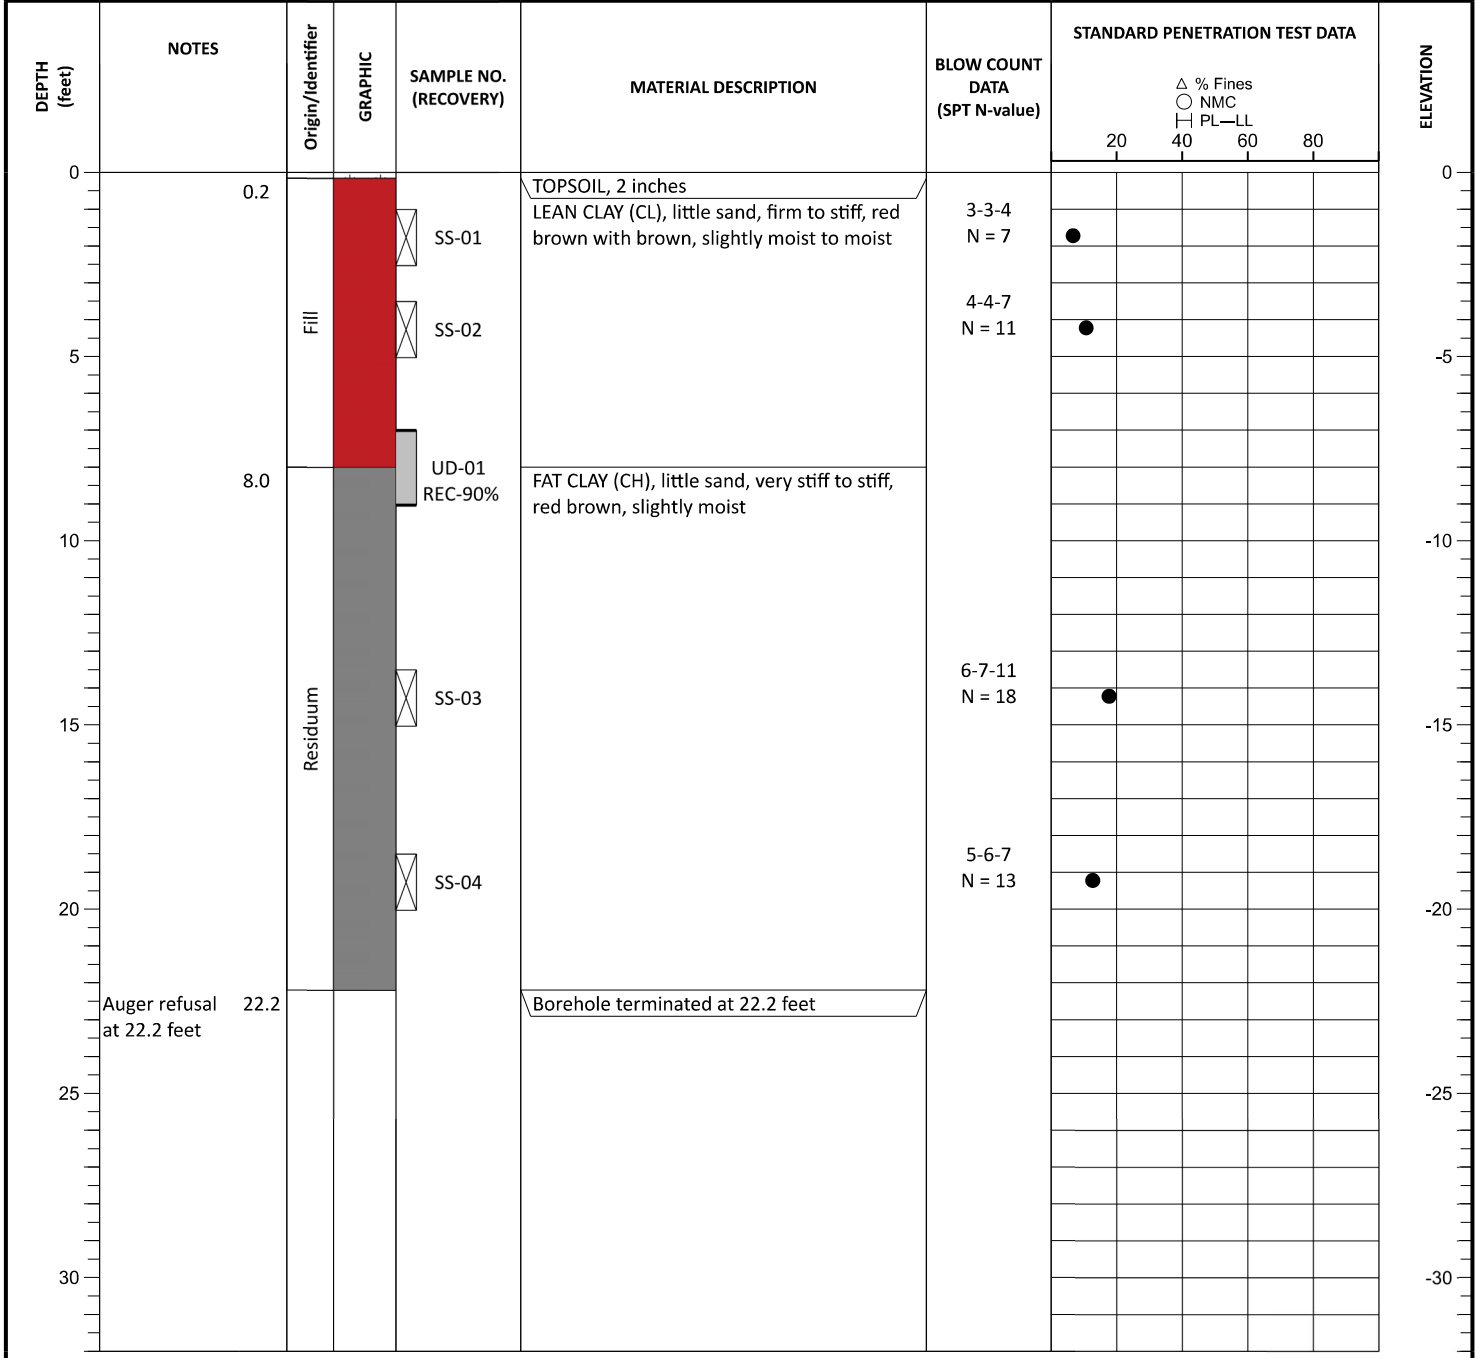 DEPTH
(feet)
NOTES
Origin/Identifier
GRAPHIC
SAMPLE NO.
(RECOVERY)
MATERIAL DESCRIPTION
BLOW COUNT
DATA
(SPT N-value)
STANDARD PENETRATION TEST DATA
△ % Fines
○ NMC
PL—LL
20 40 60 80
ELEVATION
0
0.2
TOPSOIL, 2 inches
0
LEAN CLAY (CL), little sand, firm to stiff, red
brown with brown, slightly moist to moist
SS-01
3-3-4
N = 7
Fill
SS-02
4-4-7
N = 11
5
-5
8.0
UD-01
REC-90%
FAT CLAY (CH), little sand, very stiff to stiff,
red brown, slightly moist
10
-10
Residuum
SS-03
6-7-11
N = 18
15
-15
SS-04
5-6-7
N = 13
20
-20
Auger refusal
at 22.2 feet
22.2
Borehole terminated at 22.2 feet
25
-25
30
-30